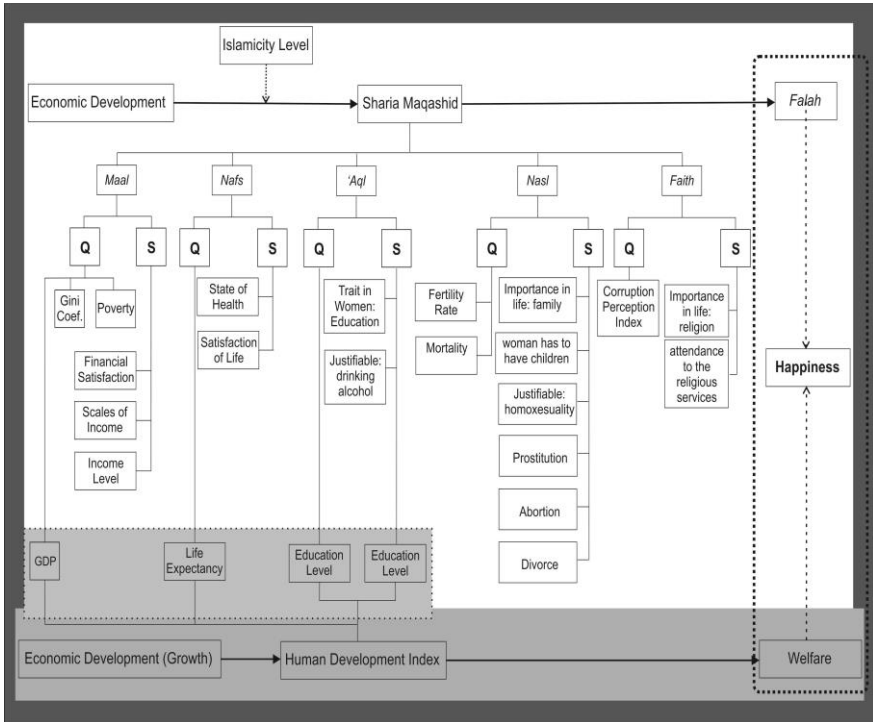 Islamicity Level
Economic Development
Sharia Maqashid
Falah
Maal
Nafs
‘Aql
Nasl
Faith
Q
S
Q
S
Q
S
Q
S
Q
S
Gini
Coef.
Poverty
Financial
Satisfaction
Scales of
Income
Income
Level
State of
Health
Satisfaction
of Life
Trait in
Women:
Education
Justifiable:
drinking
alcohol
Fertility
Rate
Mortality
Importance in
life: family
woman has to
have children
Justifiable:
homoxesuality
Prostitution
Abortion
Divorce
Corruption
Perception
Index
Importance
in life:
religion
attendance to
the religious
services
Happiness
GDP
Life
Expectancy
Education
Level
Education
Level
Economic Development (Growth)
Human Development Index
Welfare